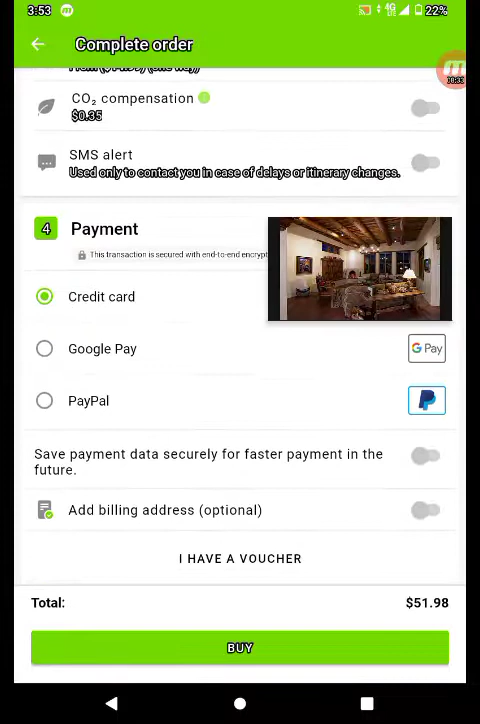 3:53
4G
LTE
22%
Complete order
CO₂ compensation
$0.35
SMS alert
Used only to contact you in case of delays or itinerary changes.
4 Payment
This transaction is secured with end-to-end encrypt
Credit card
Google Pay
G Pay
PayPal
Save payment data securely for faster payment in the
future.
Add billing address (optional)
I HAVE A VOUCHER
Total: $51.98
BUY